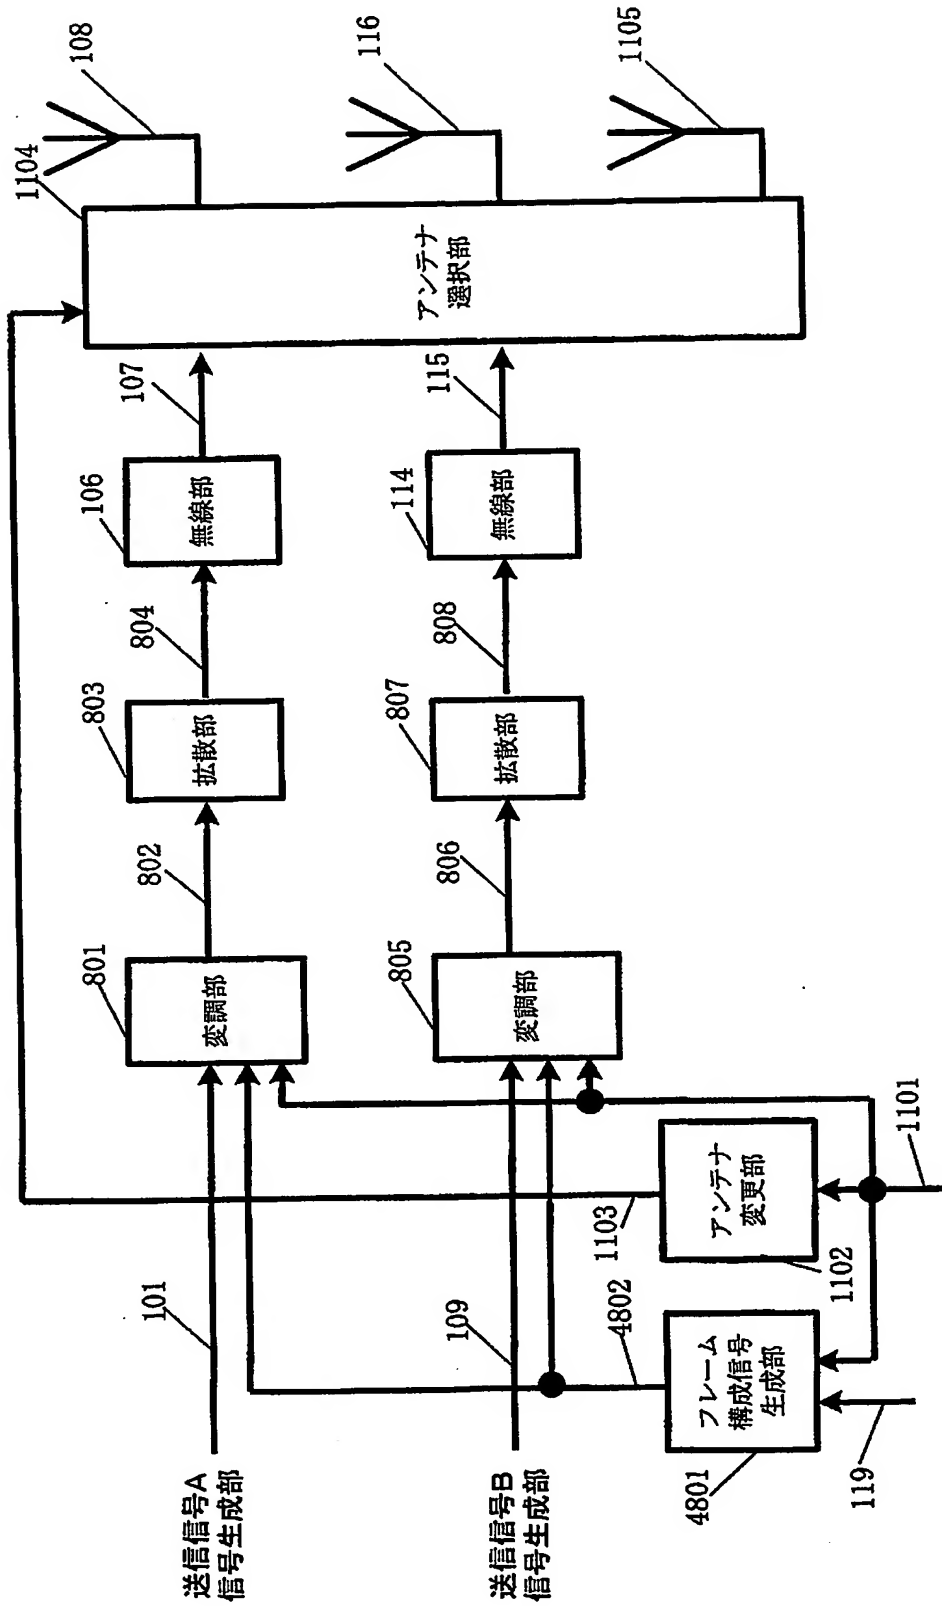 送信信号A
信号生成部
101
801
変調部
802
803
拡散部
804
106
無線部
107
1104
アンテナ
選択部
108
116
1105
送信信号B
信号生成部
109
805
変調部
806
807
拡散部
808
114
無線部
115
4801
フレーム
構成信号
生成部
4802
119
1102
アンテナ
変更部
1103
1101